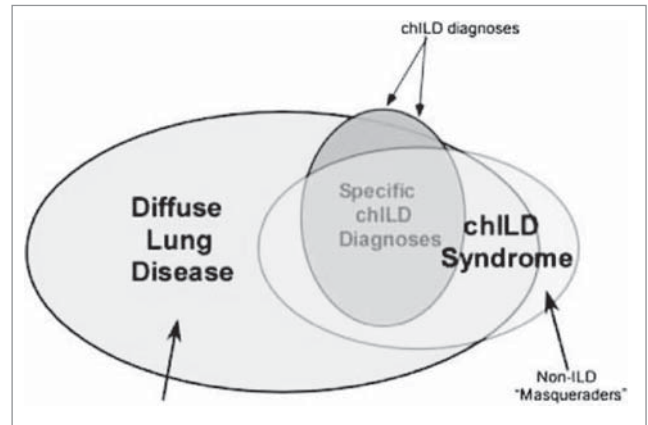 chILD diagnoses
Specific
chILD
Diagnoses
Diffuse
Lung
Disease
chILD
Syndrome
Non-ILD
"Masqueraders"